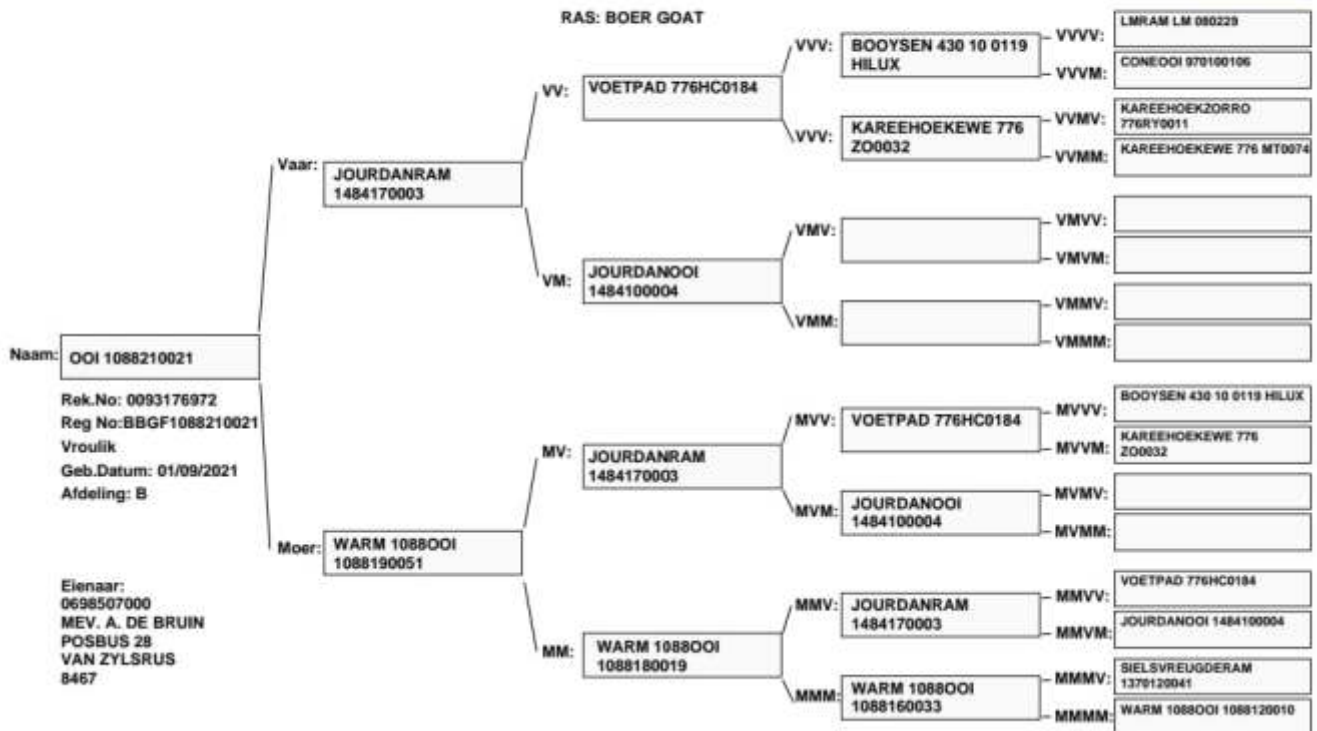 RAS: BOER GOAT
Naam:
OOI 1088210021
Rek.No: 0093176972
Reg No:BBGF1088210021
Vroulik
Geb.Datum: 01/09/2021
Afdeling: B
Eienaar:
0698507000
MEV. A. DE BRUIN
POSBUS 28
VAN ZYLSRUS
8467
Vaar:
JOURDANRAM
1484170003
Moer:
WARM 1088OOI
1088190051
VV:
VOETPAD 776HC0184
VM:
JOURDANOOI
1484100004
MV:
JOURDANRAM
1484170003
MM:
WARM 1088OOI
1088180019
VVV:
BOOYSEN 430 10 0119
HILUX
VVV:
KAREEHOEKEWE 776
ZO0032
VMV:
VMM:
MVV:
VOETPAD 776HC0184
MVM:
JOURDANOOI
1484100004
MMV:
JOURDANRAM
1484170003
MMM:
WARM 1088OOI
1088160033
VVVV:
LMRAM LM 080229
VVVM:
CONEOOI 970100106
VVMV:
KAREEHOEKZORRO
776RY0011
VVMM:
KAREEHOEKEWE 776 MT0074
VMVV:
VMVM:
VMMV:
VMMM:
MVVV:
BOOYSEN 430 10 0119 HILUX
MVVM:
KAREEHOEKEWE 776
ZO0032
MVMV:
MVMM:
MMVV:
VOETPAD 776HC0184
MMVM:
JOURDANOOI 1484100004
MMMV:
SIELSVREUGDERAM
1370120041
MMMM:
WARM 1088OOI 1088120010